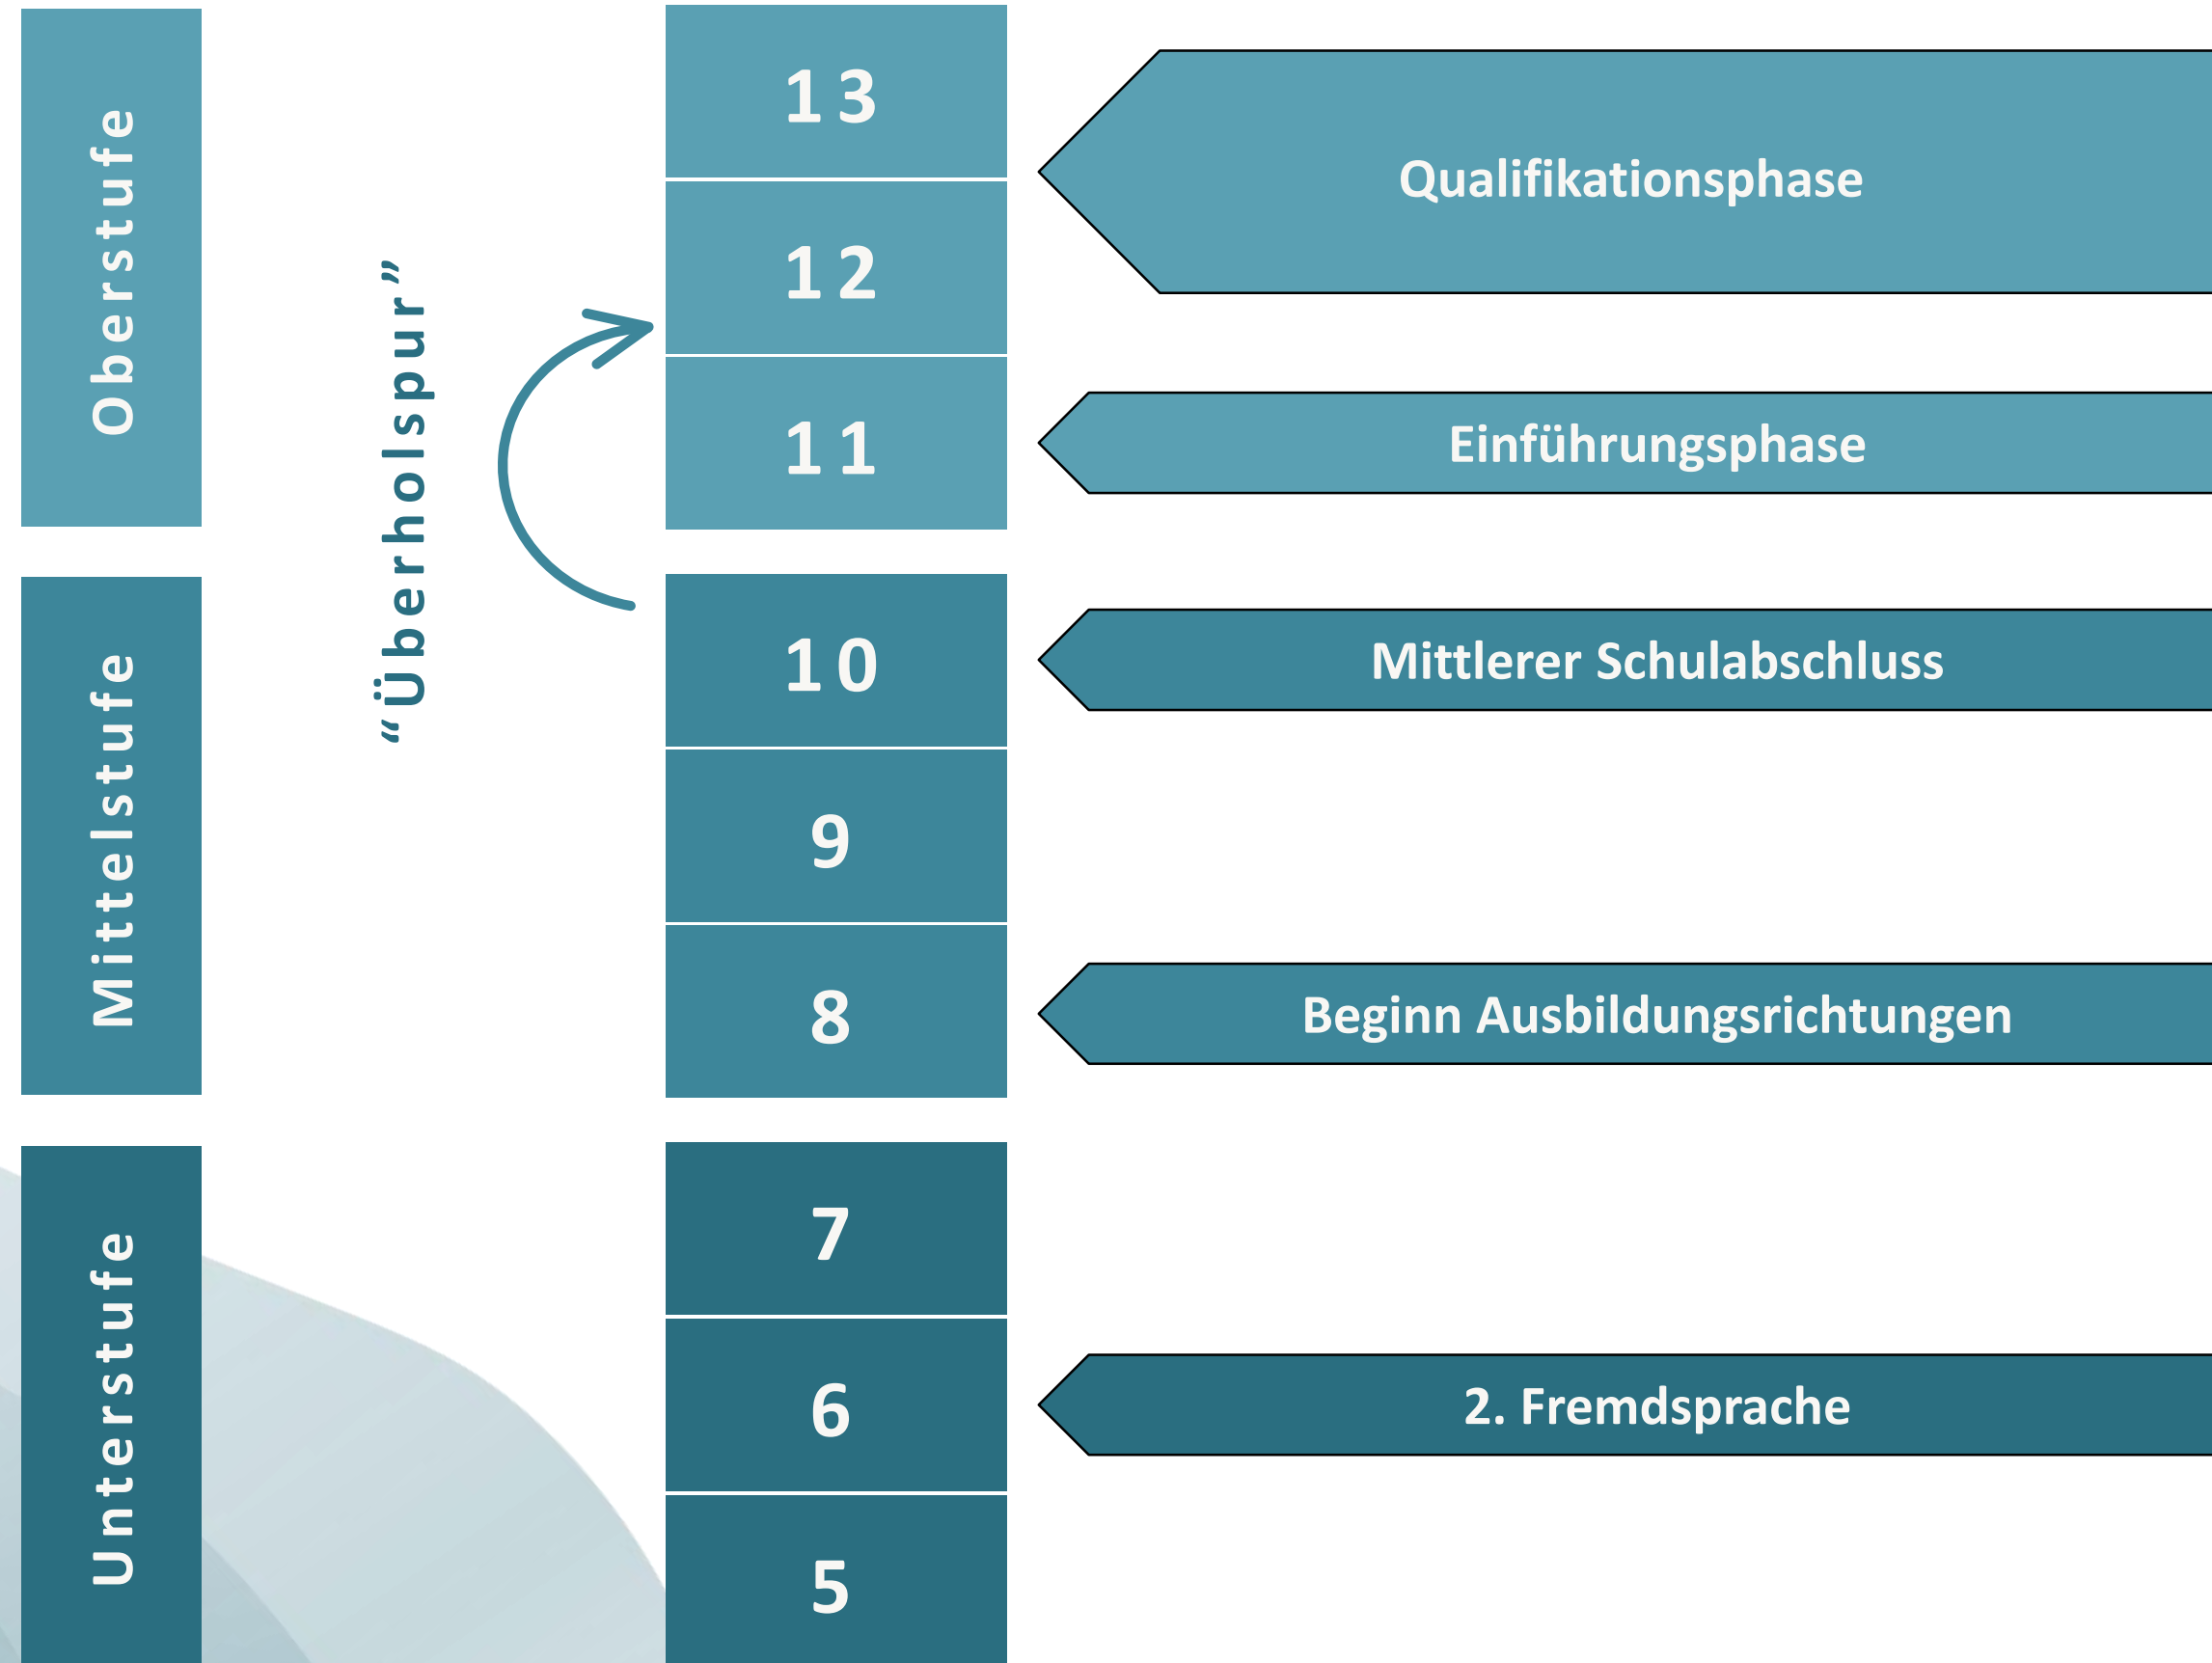 Oberstufe
13
Qualifikationsphase
12
“Überholspur”
11
Einführungsphase
Mittelstufe
10
Mittlerer Schulabschluss
9
8
Beginn Ausbildungsrichtungen
Unterstufe
7
6
2. Fremdsprache
5